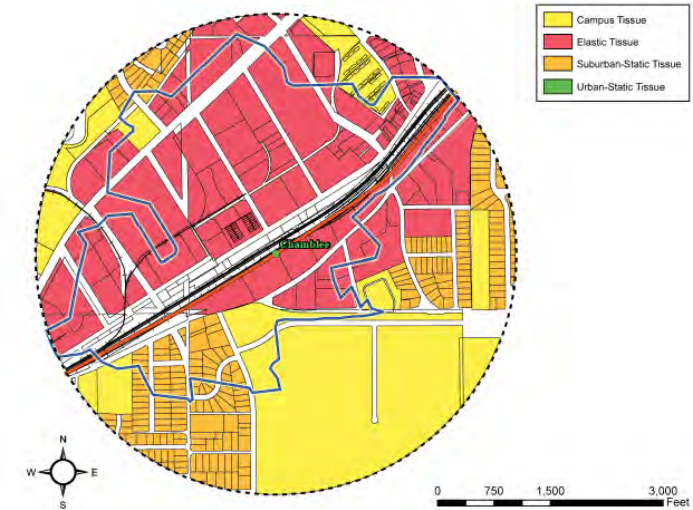 Campus Tissue
Elastic Tissue
Suburban-Static Tissue
Urban-Static Tissue
Chamblee
N
W E
S
0 750 1,500 3,000
Feet